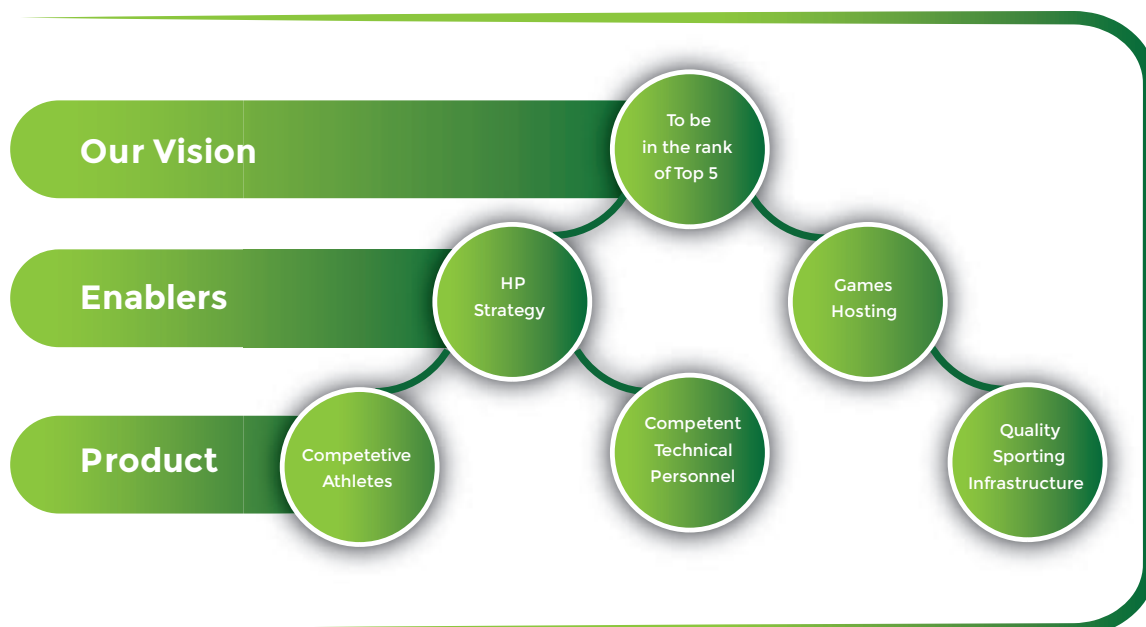 Our Vision
To be
in the rank
of Top 5
Enablers
HP
Strategy
Games
Hosting
Product
Competetive
Athletes
Competent
Technical
Personnel
Quality
Sporting
Infrastructure